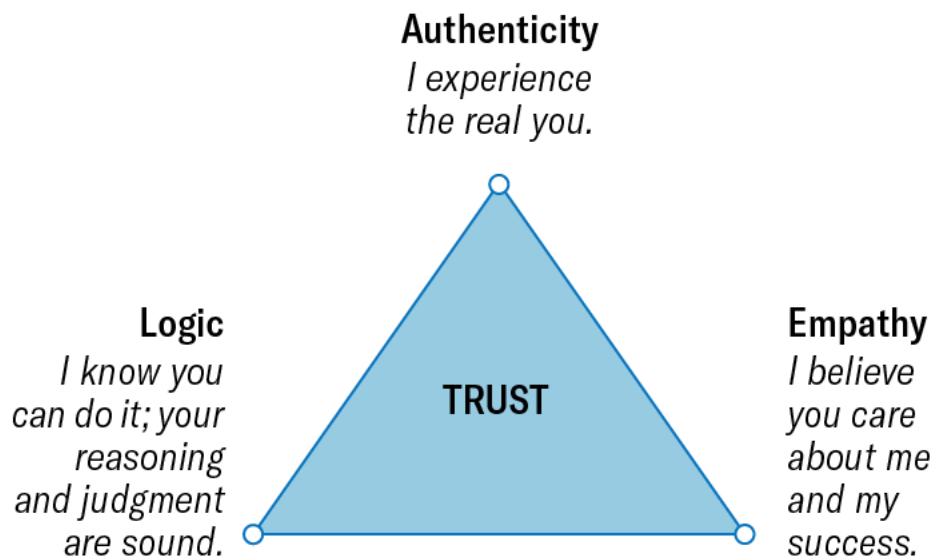 Authenticity
I experience
the real you.
Logic
I know you
can do it; your
reasoning
and judgment
are sound.
TRUST
Empathy
I believe
you care
about me
and my
success.